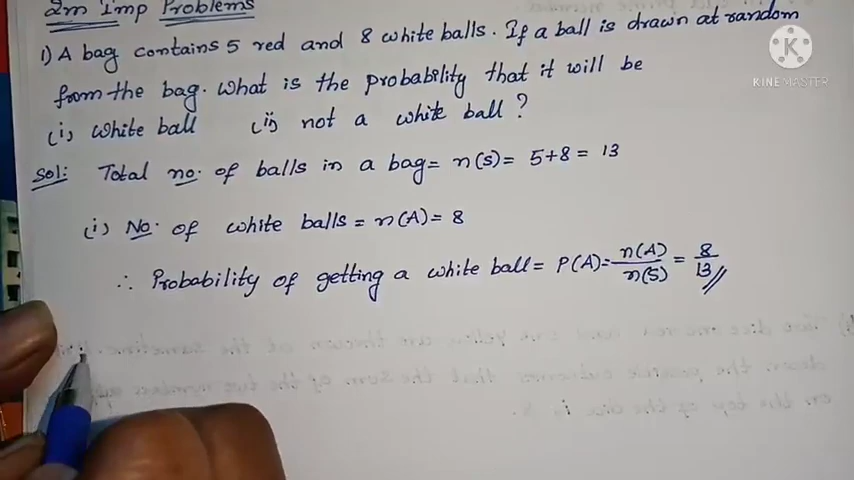 2m Imp Problems
1) A bag contains 5 red and 8 white balls. If a ball is drawn at random
from the bag. What is the probability that it will be
(i) white ball (ii) not a white ball?
Sol: Total no. of balls in a bag = n(S) = 5+8 = 13
(i) No. of white balls = n(A) = 8
∴ Probability of getting a white ball = P(A) = n(A)/n(S) = 8/13 //
KINEMASTER